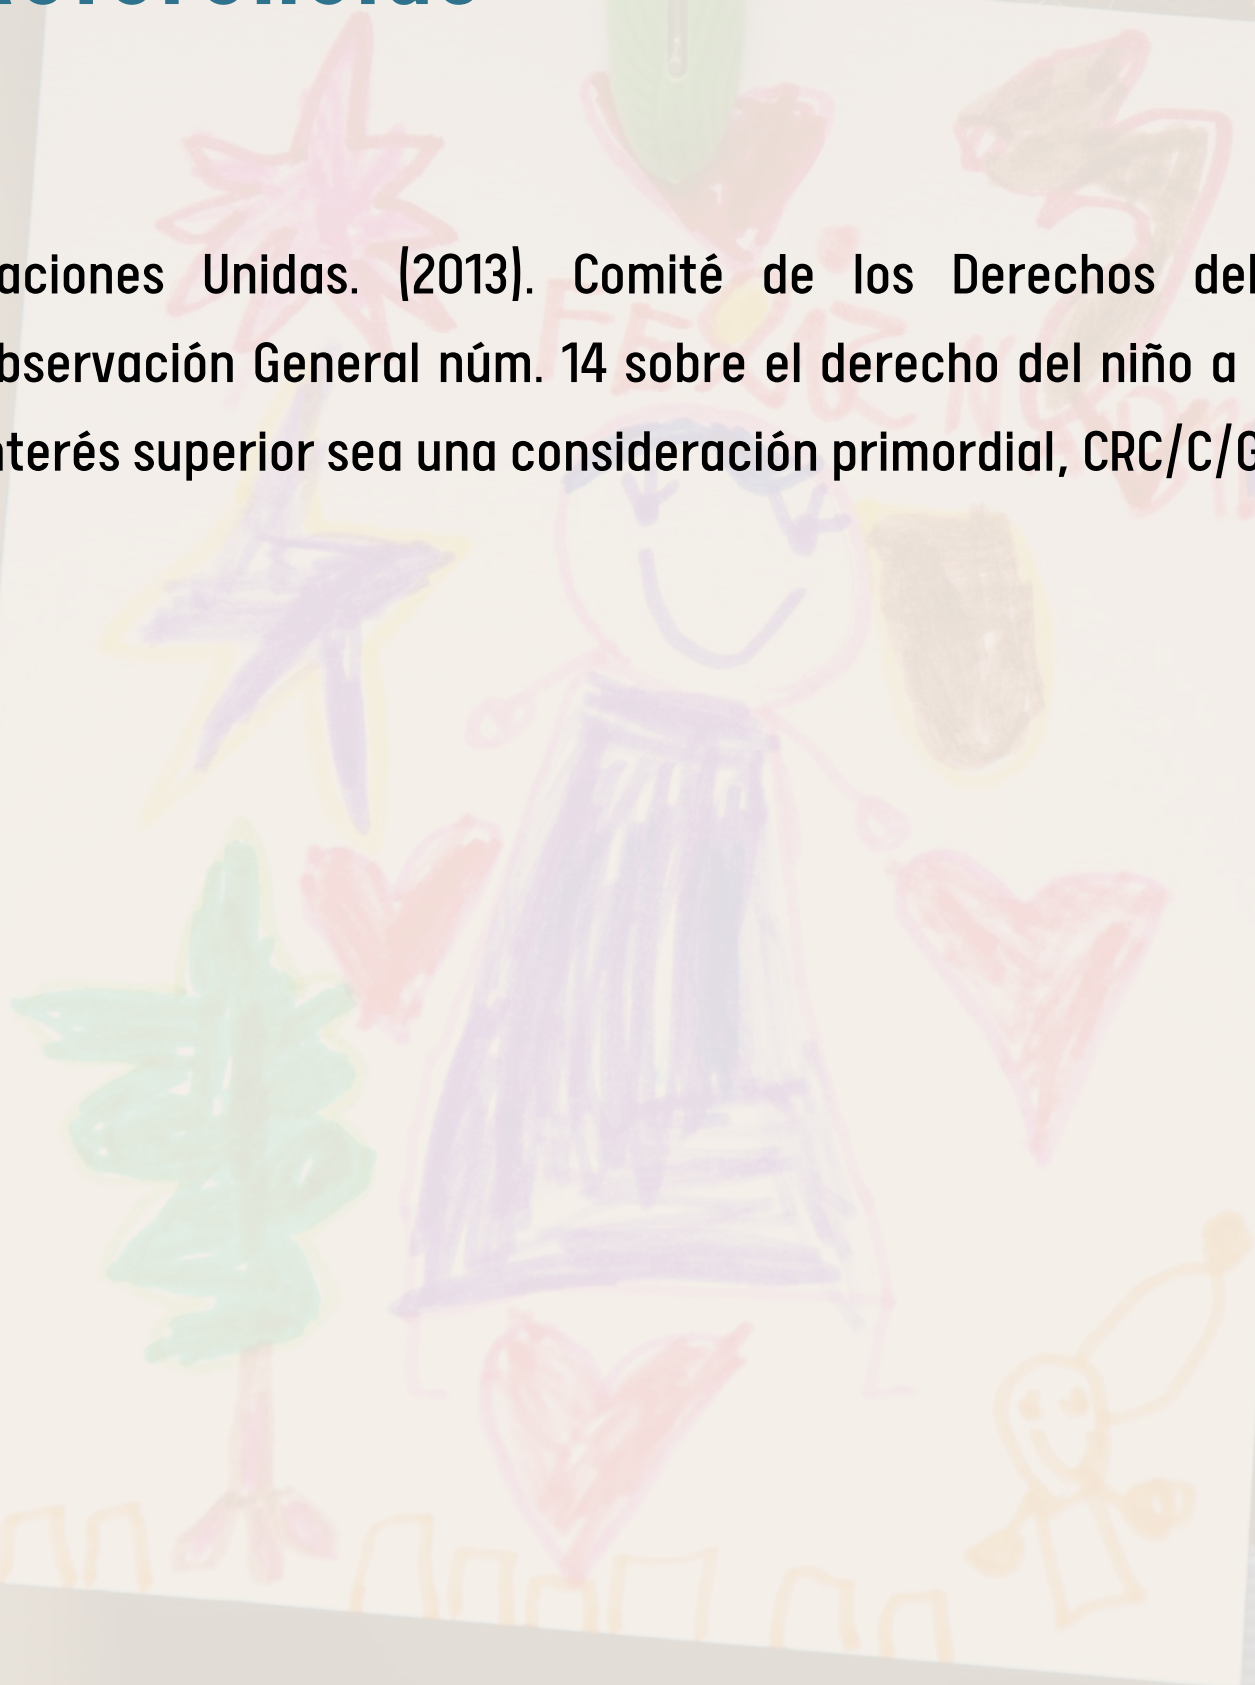 aciones Unidas. (2013). Comité de los Derechos del
bservación General núm. 14 sobre el derecho del niño a
nterés superior sea una consideración primordial, CRC/C/G
FELIZ